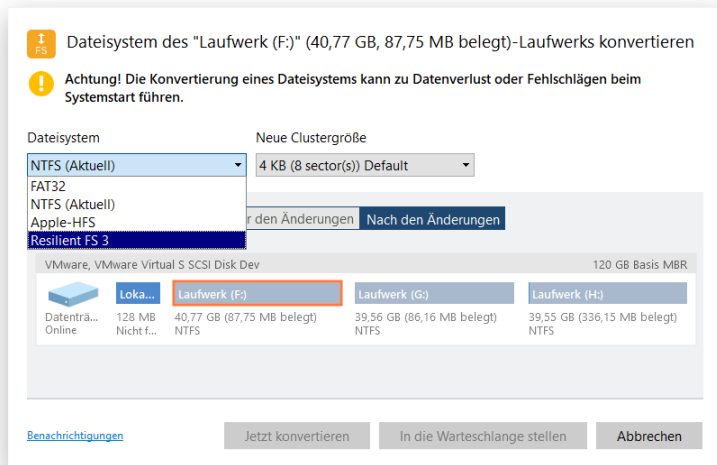 FS
Dateisystem des "Laufwerk (F:)" (40,77 GB, 87,75 MB belegt)-Laufwerks konvertieren
Achtung! Die Konvertierung eines Dateisystems kann zu Datenverlust oder Fehlschlägen beim
Systemstart führen.
Dateisystem
Neue Clustergröße
NTFS (Aktuell)
4 KB (8 sector(s)) Default
FAT32
NTFS (Aktuell)
Apple-HFS
Resilient FS 3
den Änderungen
Nach den Änderungen
VMware, VMware Virtual S SCSI Disk Dev
120 GB Basis MBR
Loka...
Laufwerk (F:)
Laufwerk (G:)
Laufwerk (H:)
Datenträ...
Online
128 MB
Nicht f...
40,77 GB (87,75 MB belegt)
NTFS
39,56 GB (86,16 MB belegt)
NTFS
39,55 GB (336,15 MB belegt)
NTFS
Benachrichtigungen
Jetzt konvertieren
In die Warteschlange stellen
Abbrechen